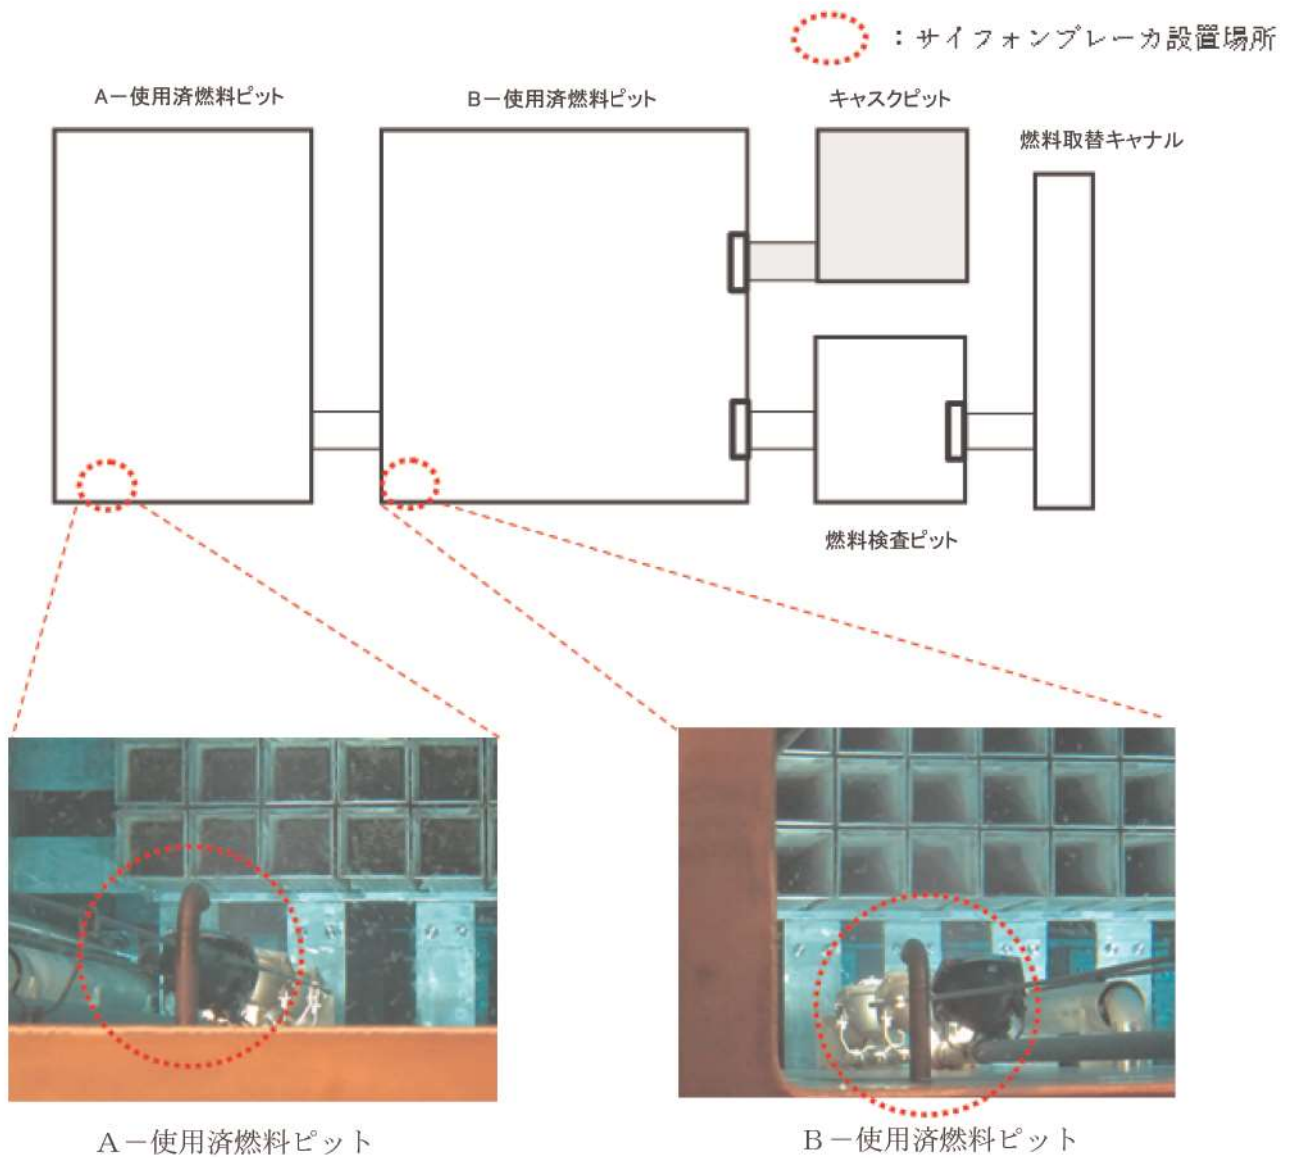 ：サイフォンブレーカ設置場所
A－使用済燃料ピット
B－使用済燃料ピット
キャスクピット
燃料取替キャナル
燃料検査ピット
A－使用済燃料ピット
B－使用済燃料ピット